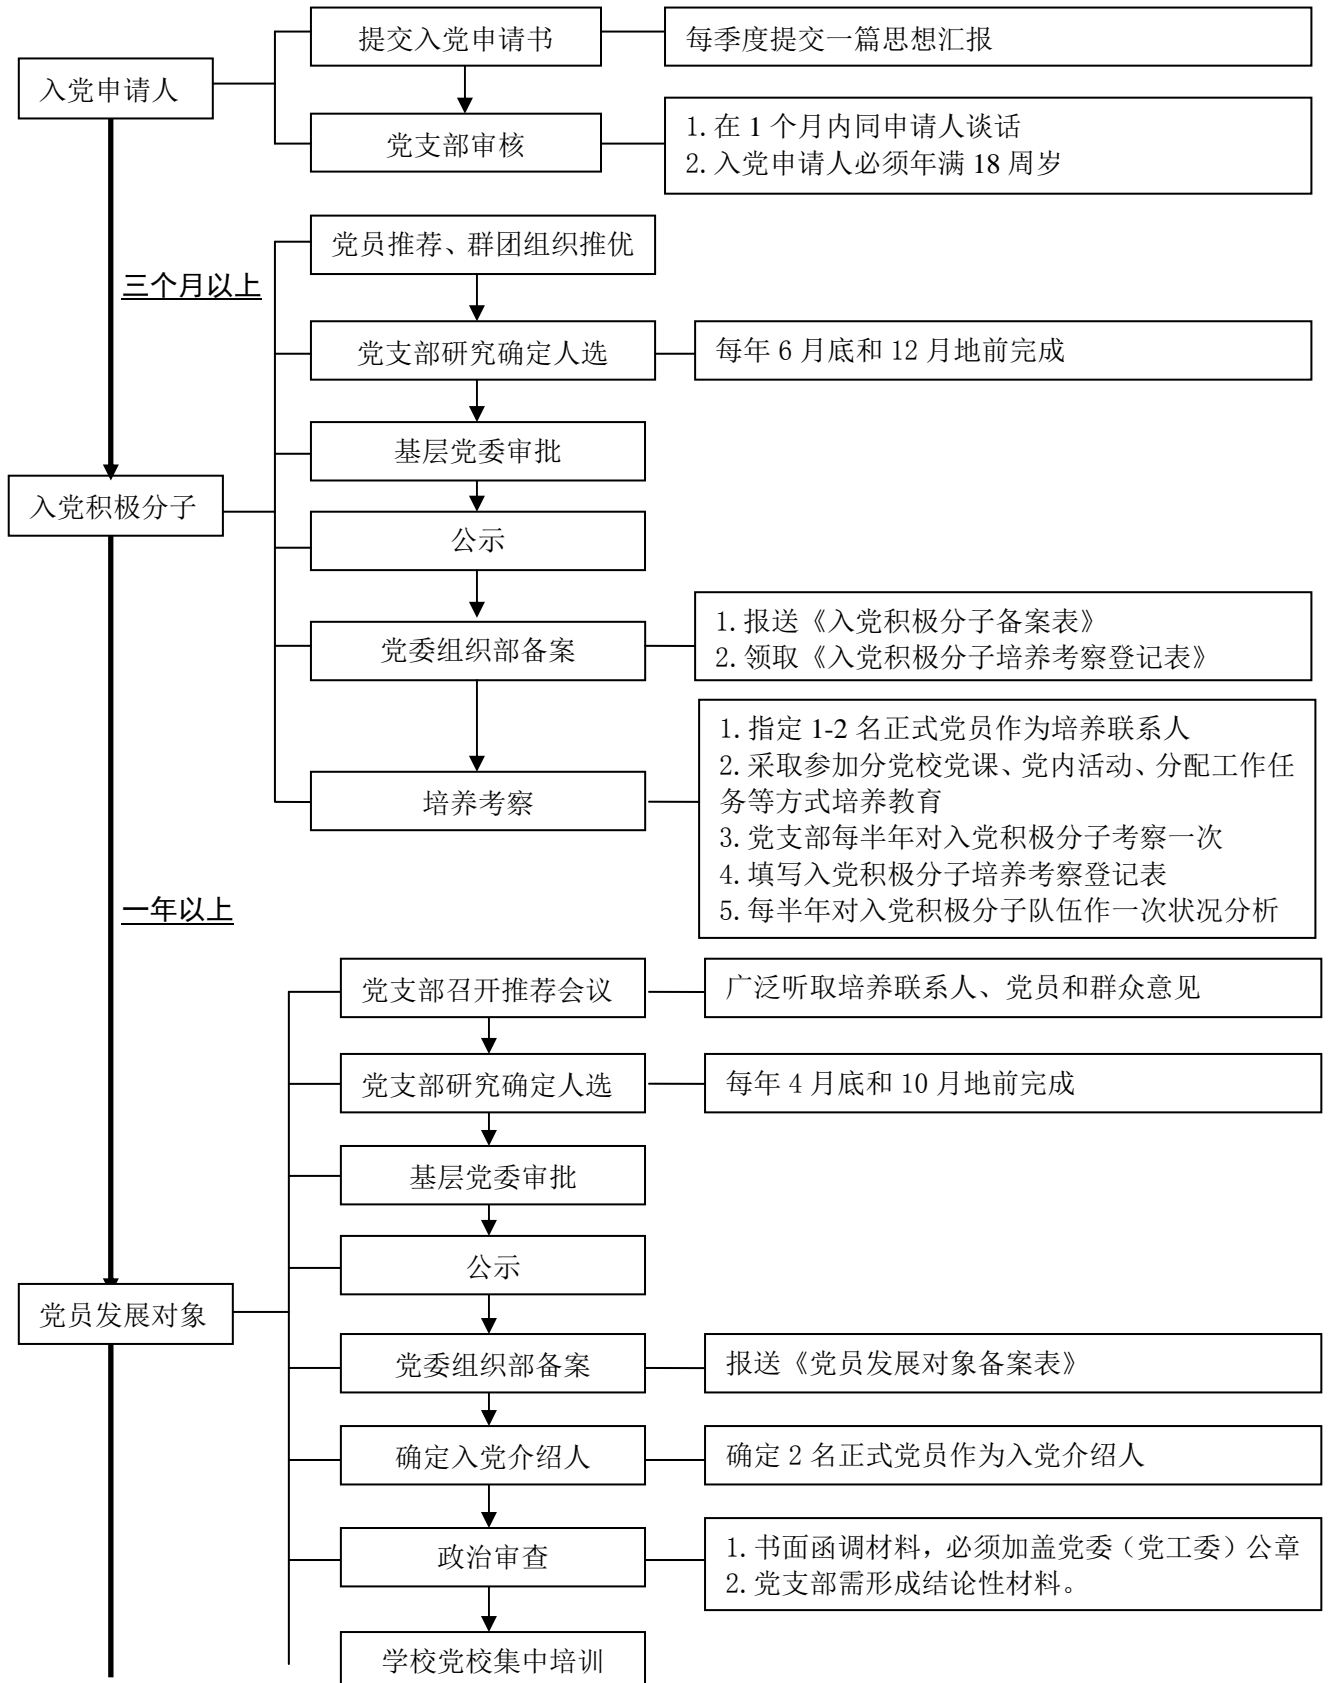 提交入党申请书
每季度提交一篇思想汇报
入党申请人
党支部审核
1.在 1 个月内同申请人谈话
2.入党申请人必须年满 18 周岁
党员推荐、群团组织推优
三个月以上
党支部研究确定人选
每年 6 月底和 12 月地前完成
基层党委审批
入党积极分子
公示
党委组织部备案
1.报送《入党积极分子备案表》
2.领取《入党积极分子培养考察登记表》
培养考察
1.指定 1-2 名正式党员作为培养联系人
2.采取参加分党校党课、党内活动、分配工作任
务等方式培养教育
3.党支部每半年对入党积极分子考察一次
4.填写入党积极分子培养考察登记表
5.每半年对入党积极分子队伍作一次状况分析
一年以上
党支部召开推荐会议
广泛听取培养联系人、党员和群众意见
党支部研究确定人选
每年 4 月底和 10 月地前完成
基层党委审批
公示
党员发展对象
党委组织部备案
报送《党员发展对象备案表》
确定入党介绍人
确定 2 名正式党员作为入党介绍人
政治审查
1.书面函调材料，必须加盖党委（党工委）公章
2.党支部需形成结论性材料。
学校党校集中培训